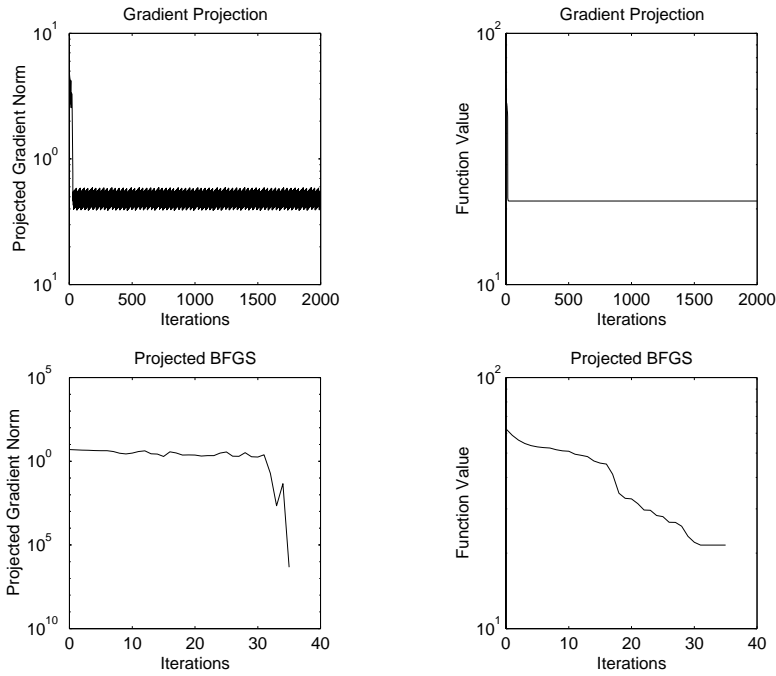 Gradient Projection
10^1
10^0
10^1
Projected Gradient Norm
0 500 1000 1500 2000
Iterations
Gradient Projection
10^2
10^1
Function Value
0 500 1000 1500 2000
Iterations
Projected BFGS
10^5
10^0
10^5
10^10
Projected Gradient Norm
0 10 20 30 40
Iterations
Projected BFGS
10^2
10^1
Function Value
0 10 20 30 40
Iterations